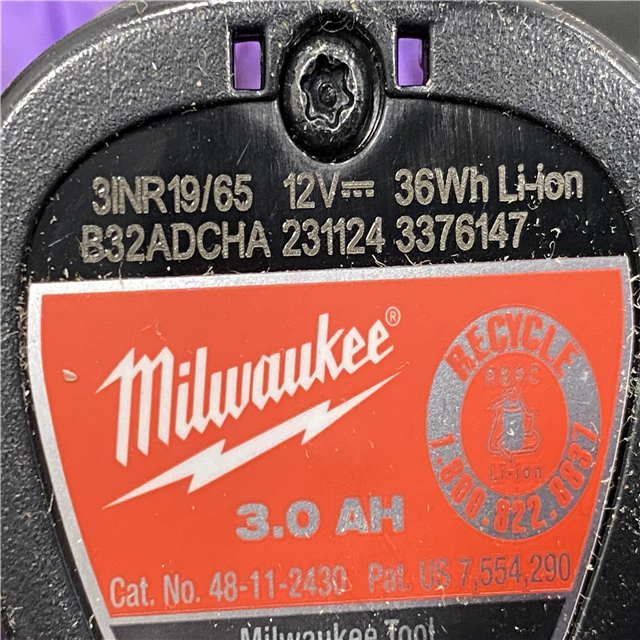 3INR19/65 12V⎓ 36Wh Li-ion
B32ADCHA 231124 3376147
Milwaukee®
RECYCLE
RBRC
Li-ion
1.800.822.8837
3.0 AH
Cat. No. 48-11-2430 Pat. US 7,554,290
Milwaukee Tool